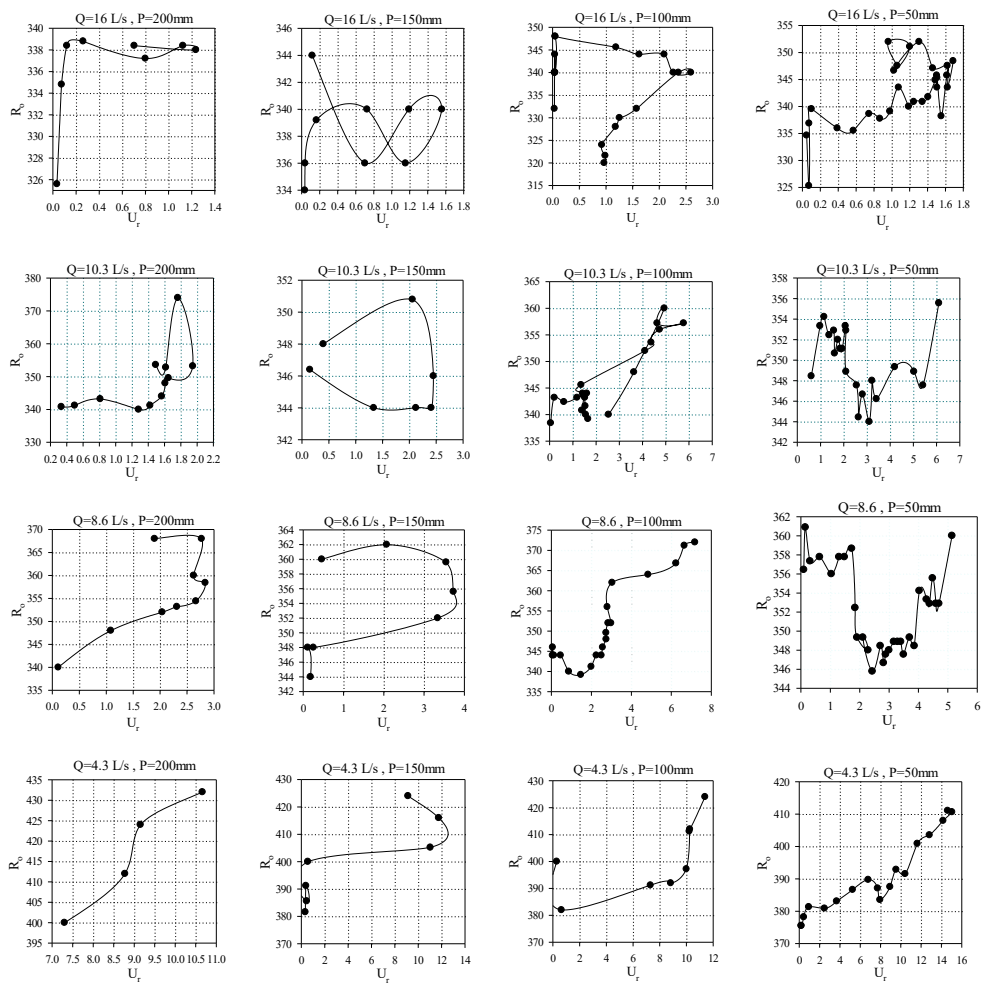 Q=16 L/s , P=200mm
340
338
336
334
332
330
328
326
R₀
0.0 0.2 0.4 0.6 0.8 1.0 1.2 1.4
Uᵣ
Q=16 L/s , P=150mm
346
344
342
340
338
336
334
R₀
0.0 0.2 0.4 0.6 0.8 1.0 1.2 1.4 1.6 1.8
Uᵣ
Q=16 L/s , P=100mm
350
345
340
335
330
325
320
315
R₀
0.0 0.5 1.0 1.5 2.0 2.5 3.0
Uᵣ
Q=16 L/s , P=50mm
355
350
345
340
335
330
325
R₀
0.0 0.2 0.4 0.6 0.8 1.0 1.2 1.4 1.6 1.8
Uᵣ
Q=10.3 L/s, P=200mm
380
370
360
350
340
330
R₀
0.2 0.4 0.6 0.8 1.0 1.2 1.4 1.6 1.8 2.0 2.2
Uᵣ
Q=10.3 L/s, P=150mm
352
350
348
346
344
342
R₀
0.0 0.5 1.0 1.5 2.0 2.5 3.0
Uᵣ
Q=10.3 L/s, P=100mm
365
360
355
350
345
340
335
R₀
0 1 2 3 4 5 6 7
Uᵣ
Q=10.3 L/s, P=50mm
358
356
354
352
350
348
346
344
342
R₀
0 1 2 3 4 5 6 7
Uᵣ
Q=8.6 L/s , P=200mm
370
365
360
355
350
345
340
335
R₀
0.0 0.5 1.0 1.5 2.0 2.5 3.0
Uᵣ
Q=8.6 L/s , P=150mm
364
362
360
358
356
354
352
350
348
346
344
342
R₀
0 1 2 3 4
Uᵣ
Q=8.6 , P=100mm
375
370
365
360
355
350
345
340
335
R₀
0 2 4 6 8
Uᵣ
Q=8.6 , P=50mm
362
360
358
356
354
352
350
348
346
344
R₀
0 1 2 3 4 5 6
Uᵣ
Q=4.3 L/s , P=200mm
435
430
425
420
415
410
405
400
395
R₀
7.0 7.5 8.0 8.5 9.0 9.5 10.0 10.5 11.0
Uᵣ
Q=4.3 L/s , P=150mm
430
420
410
400
390
380
370
R₀
0 2 4 6 8 10 12 14
Uᵣ
Q=4.3 L/s , P=100mm
430
420
410
400
390
380
370
R₀
0 2 4 6 8 10 12
Uᵣ
Q=4.3 L/s , P=50mm
420
410
400
390
380
370
R₀
0 2 4 6 8 10 12 14 16
Uᵣ